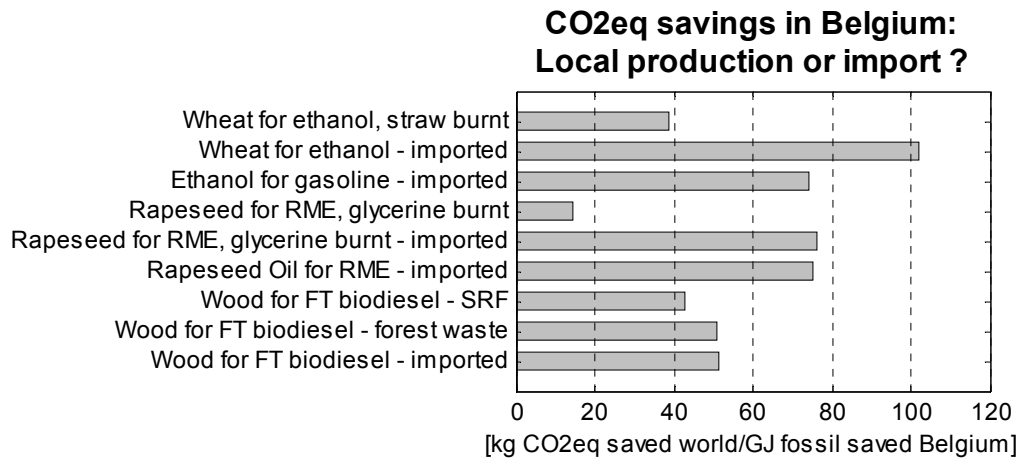 CO2eq savings in Belgium:
Local production or import ?
Wheat for ethanol, straw burnt
Wheat for ethanol - imported
Ethanol for gasoline - imported
Rapeseed for RME, glycerine burnt
Rapeseed for RME, glycerine burnt - imported
Rapeseed Oil for RME - imported
Wood for FT biodiesel - SRF
Wood for FT biodiesel - forest waste
Wood for FT biodiesel - imported
0 20 40 60 80 100 120
[kg CO2eq saved world/GJ fossil saved Belgium]